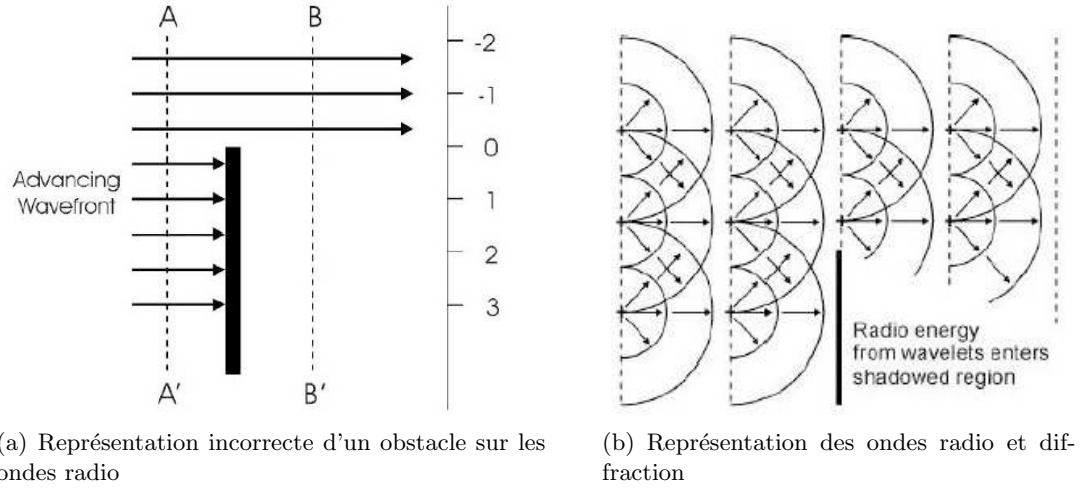 A
B
-2
-1
0
1
2
3
Advancing
Wavefront
A'
B'
Radio energy
from wavelets enters
shadowed region
(a) Représentation incorrecte d'un obstacle sur les
ondes radio
(b) Représentation des ondes radio et dif-
fraction